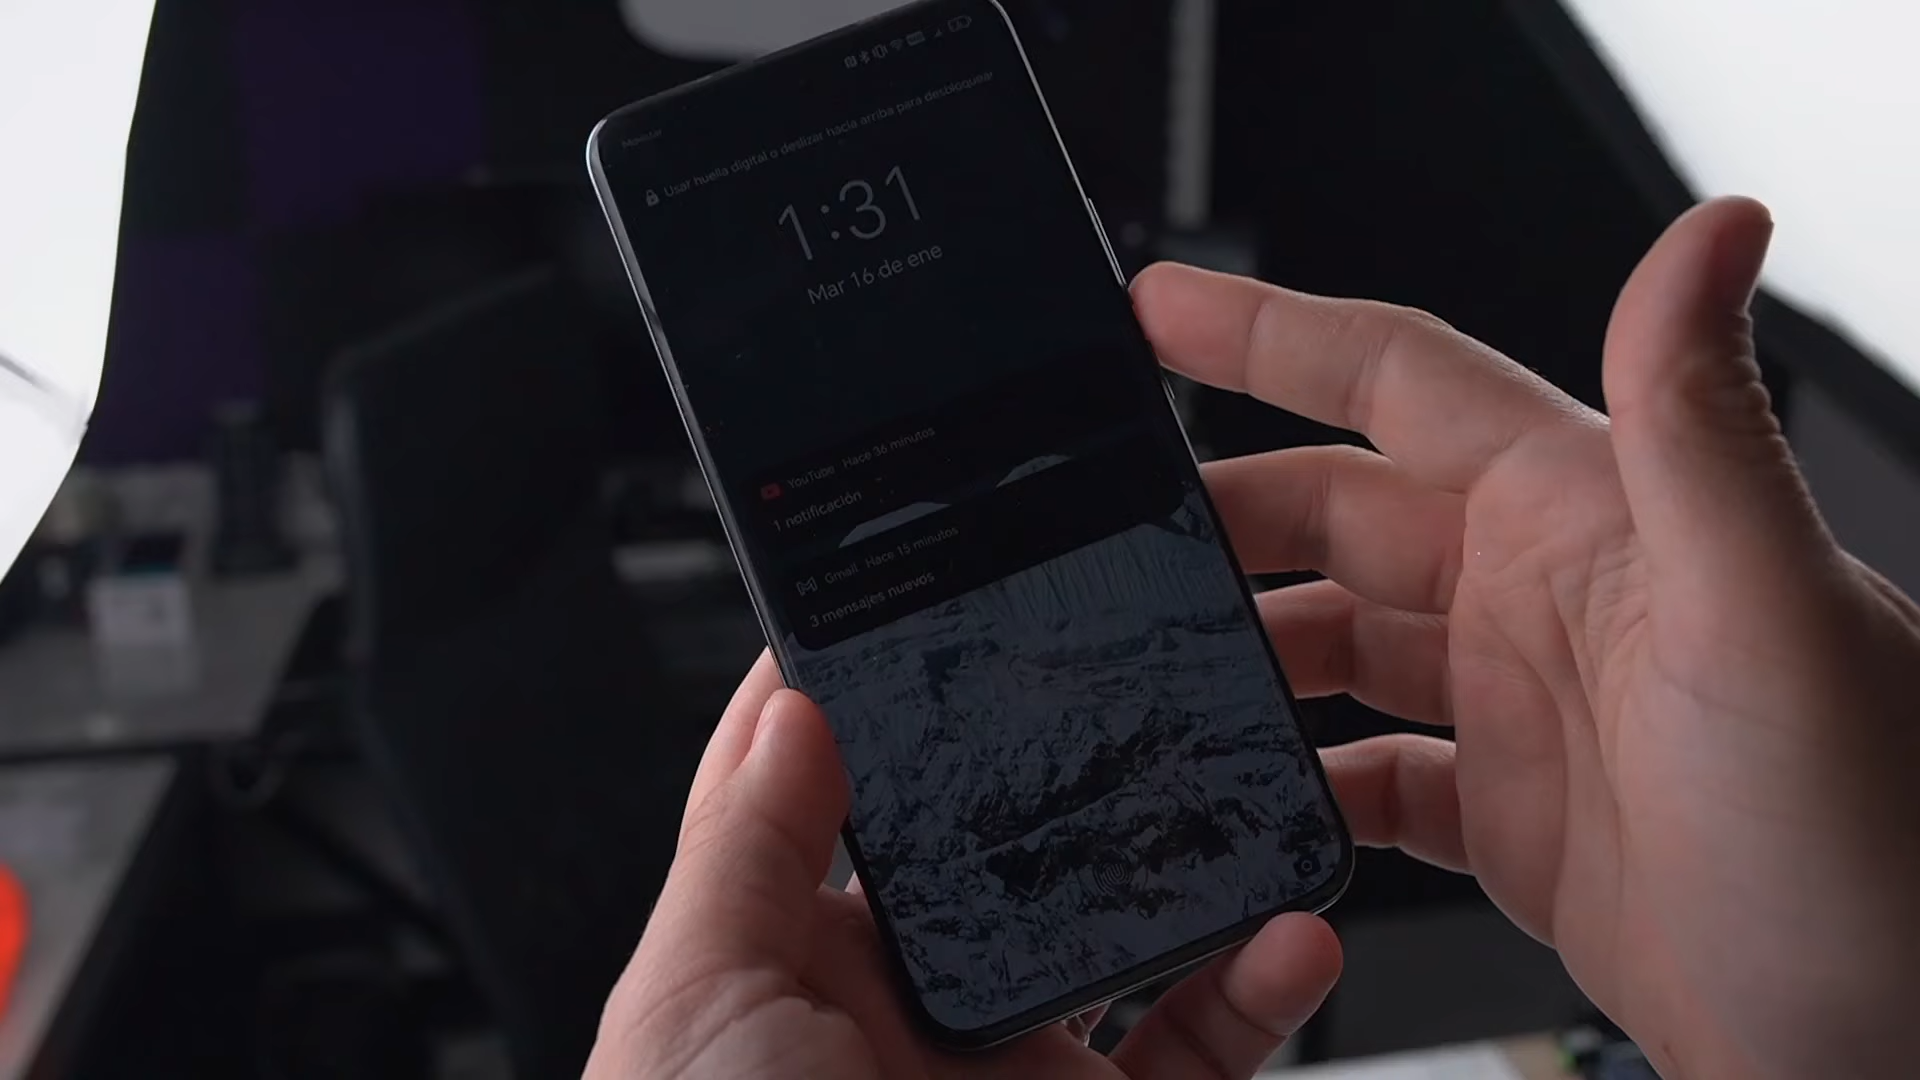 Movistar
Usar huella digital o deslizar hacia arriba para desbloquear
1:31
Mar 16 de ene
YouTube Hace 36 minutos
1 notificación
Gmail Hace 15 minutos
3 mensajes nuevos